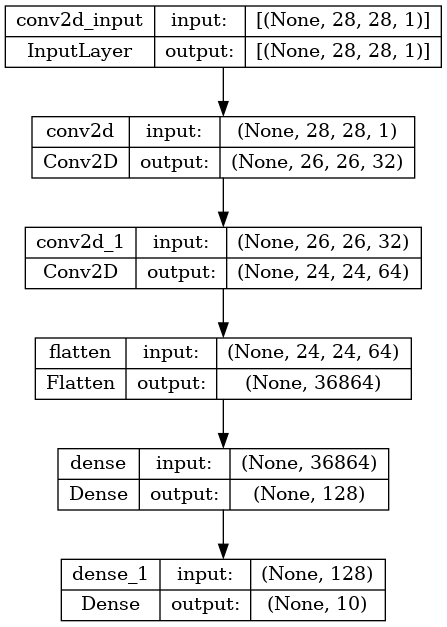 conv2d_input input: [(None, 28, 28, 1)]
InputLayer output: [(None, 28, 28, 1)]
conv2d input: (None, 28, 28, 1)
Conv2D output: (None, 26, 26, 32)
conv2d_1 input: (None, 26, 26, 32)
Conv2D output: (None, 24, 24, 64)
flatten input: (None, 24, 24, 64)
Flatten output: (None, 36864)
dense input: (None, 36864)
Dense output: (None, 128)
dense_1 input: (None, 128)
Dense output: (None, 10)